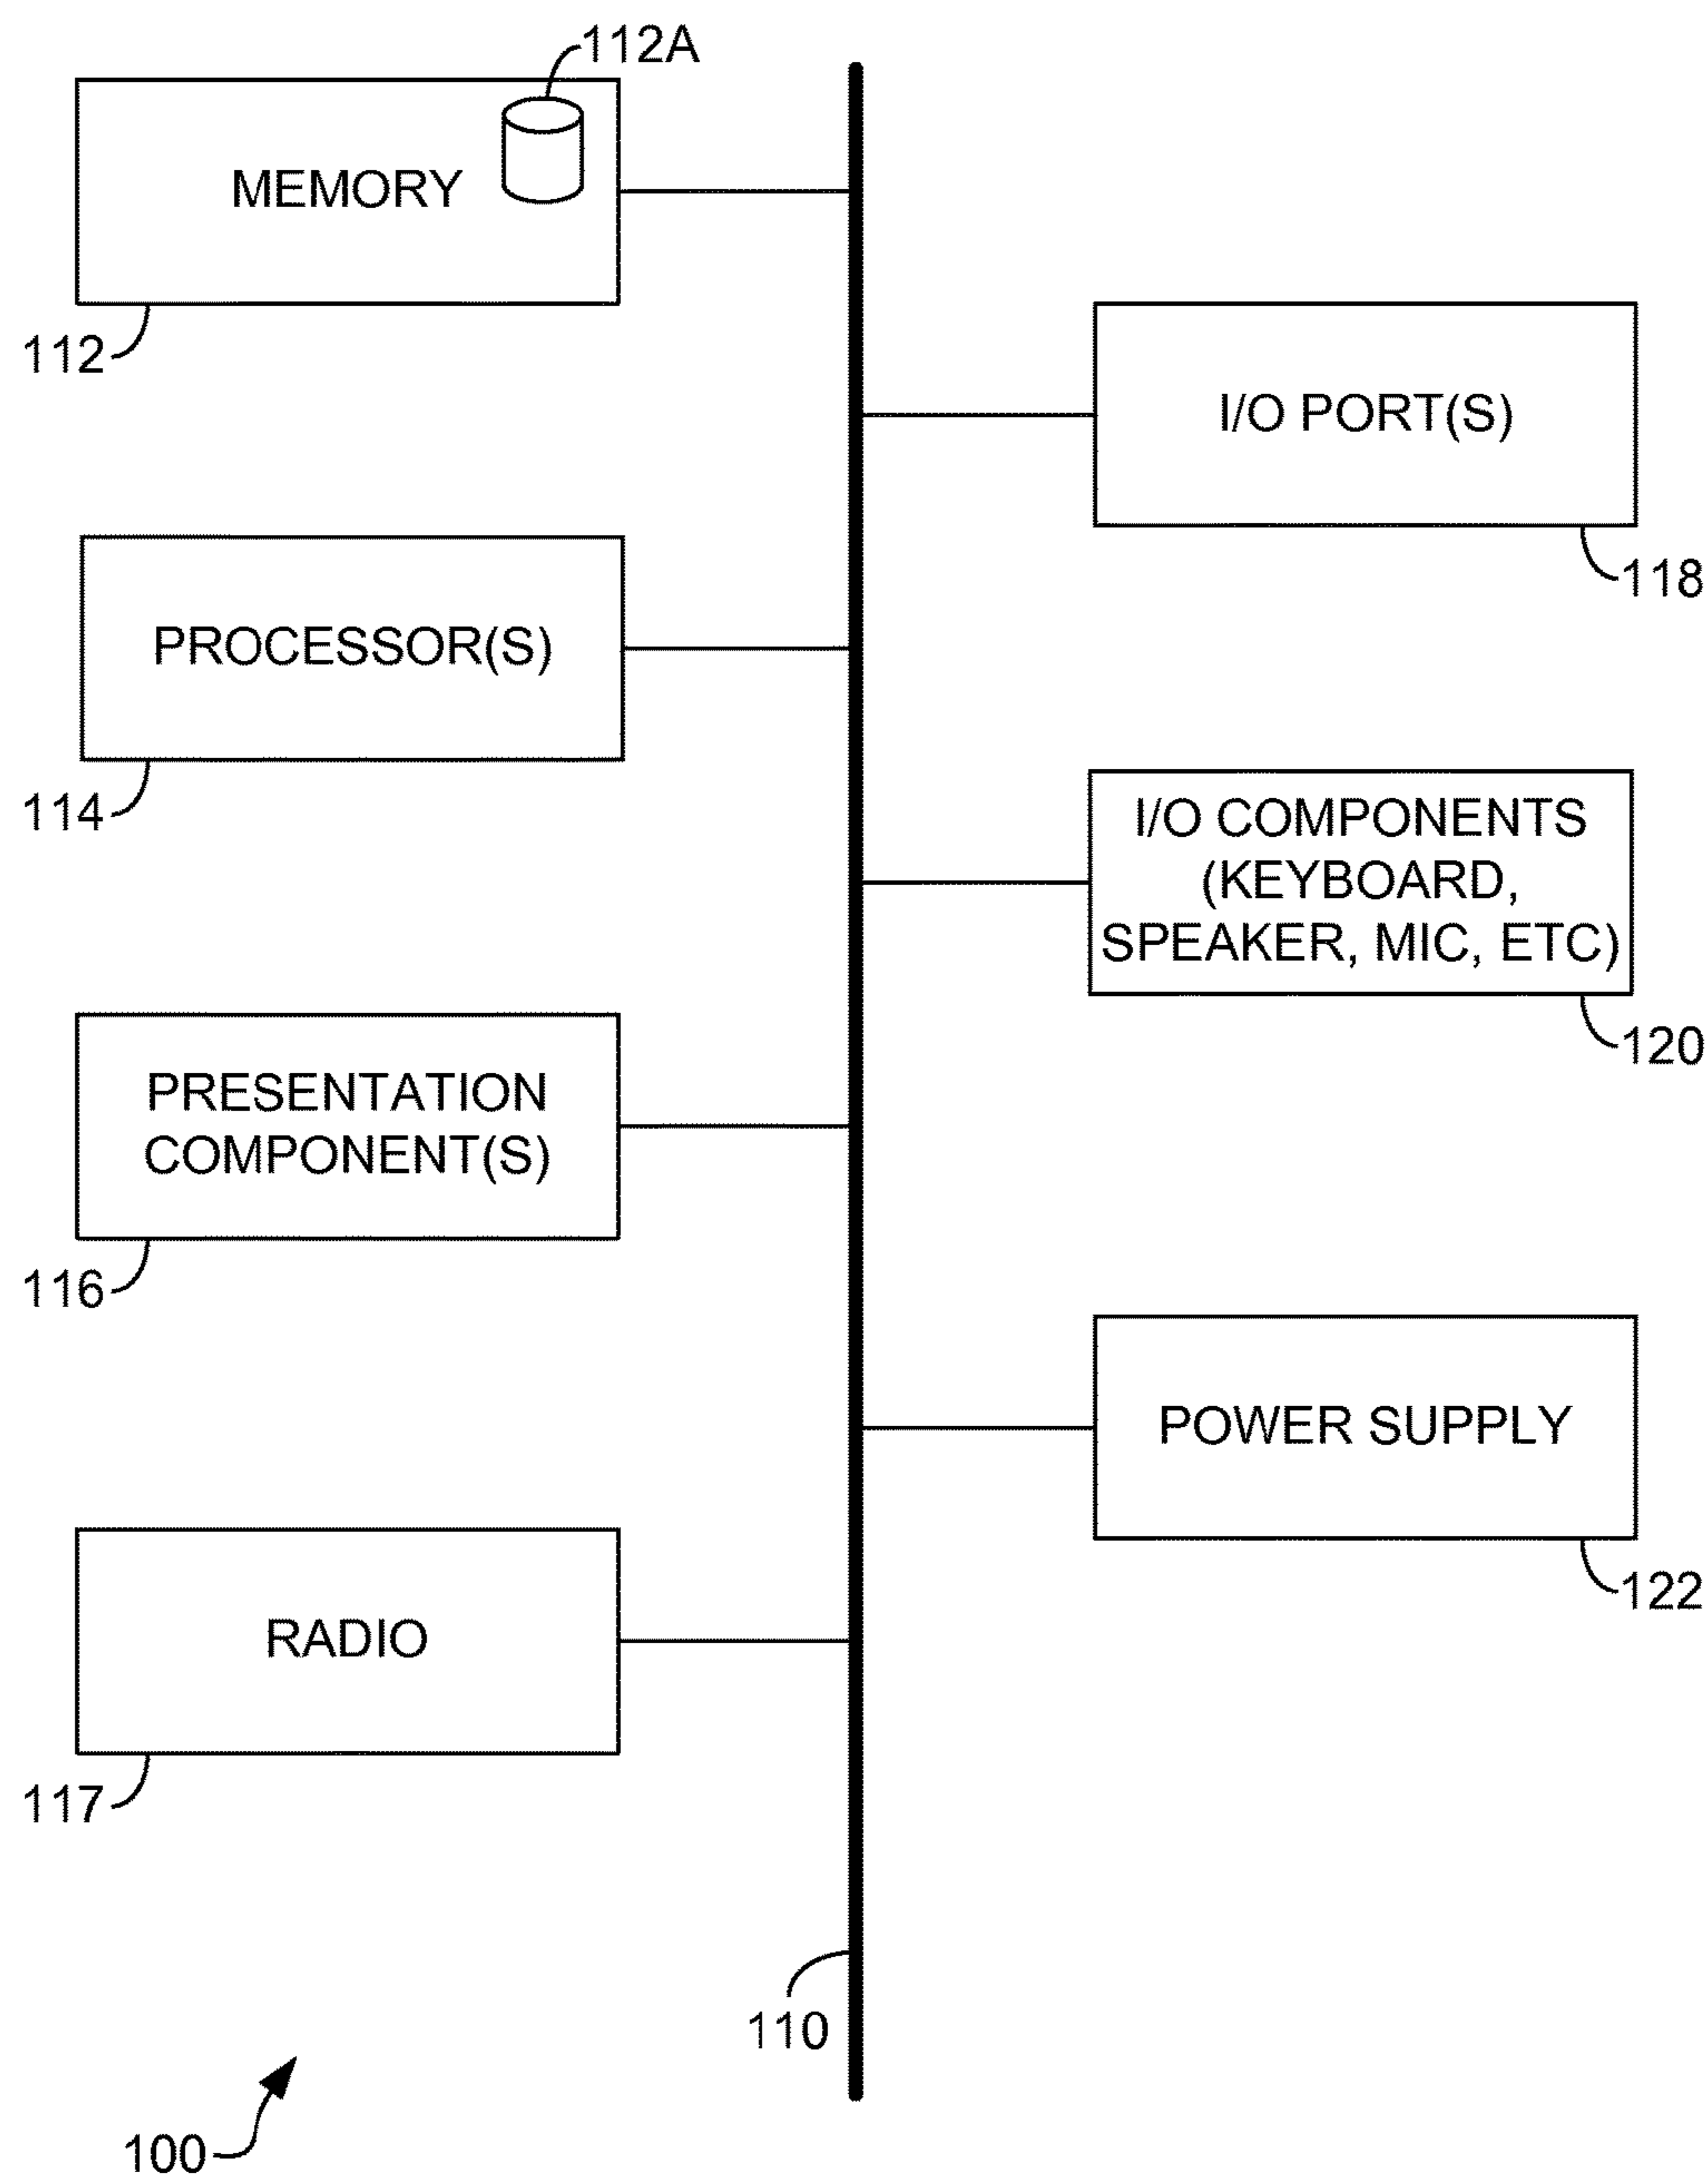 112A
MEMORY
112
I/O PORT(S)
118
PROCESSOR(S)
114
I/O COMPONENTS
(KEYBOARD,
SPEAKER, MIC, ETC)
120
PRESENTATION
COMPONENT(S)
116
POWER SUPPLY
122
RADIO
117
110
100